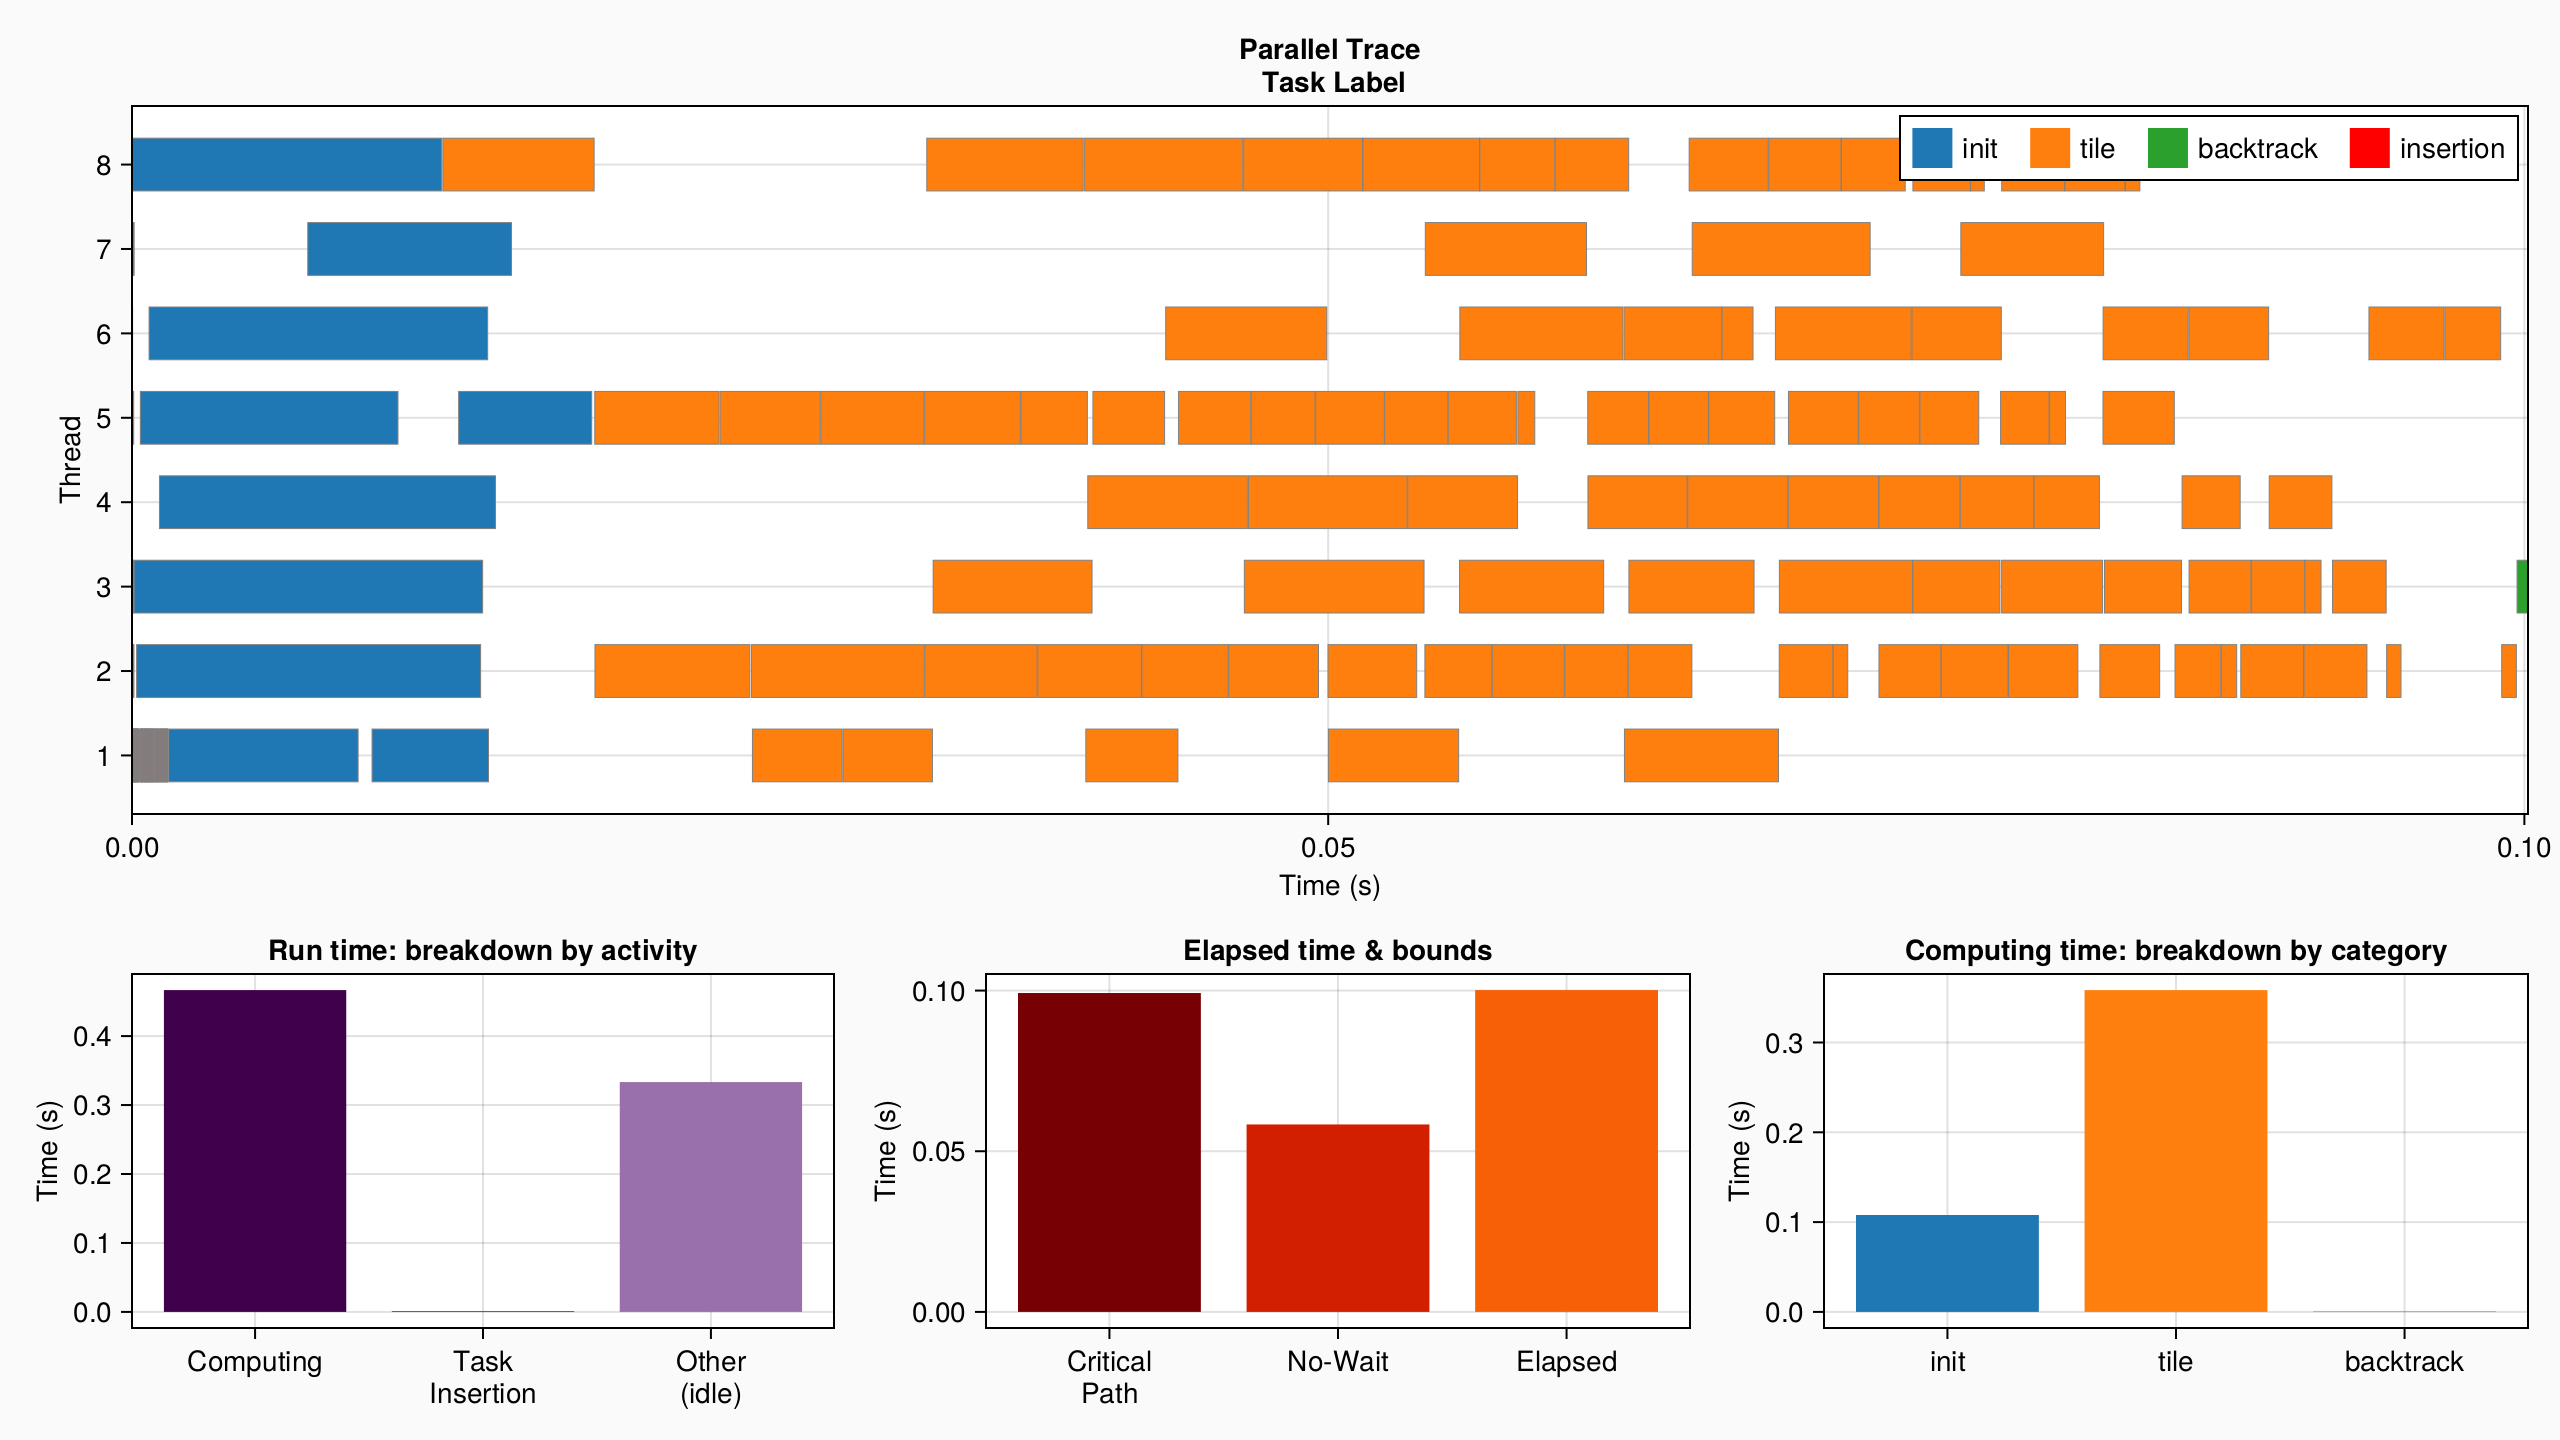 Parallel Trace
Task Label
init tile backtrack insertion
Thread
8
7
6
5
4
3
2
1
0.00 0.05 0.10
Time (s)
Run time: breakdown by activity
Time (s)
0.4
0.3
0.2
0.1
0.0
Computing Task Other
Insertion (idle)
Elapsed time & bounds
Time (s)
0.10
0.05
0.00
Critical No-Wait Elapsed
Path
Computing time: breakdown by category
Time (s)
0.3
0.2
0.1
0.0
init tile backtrack